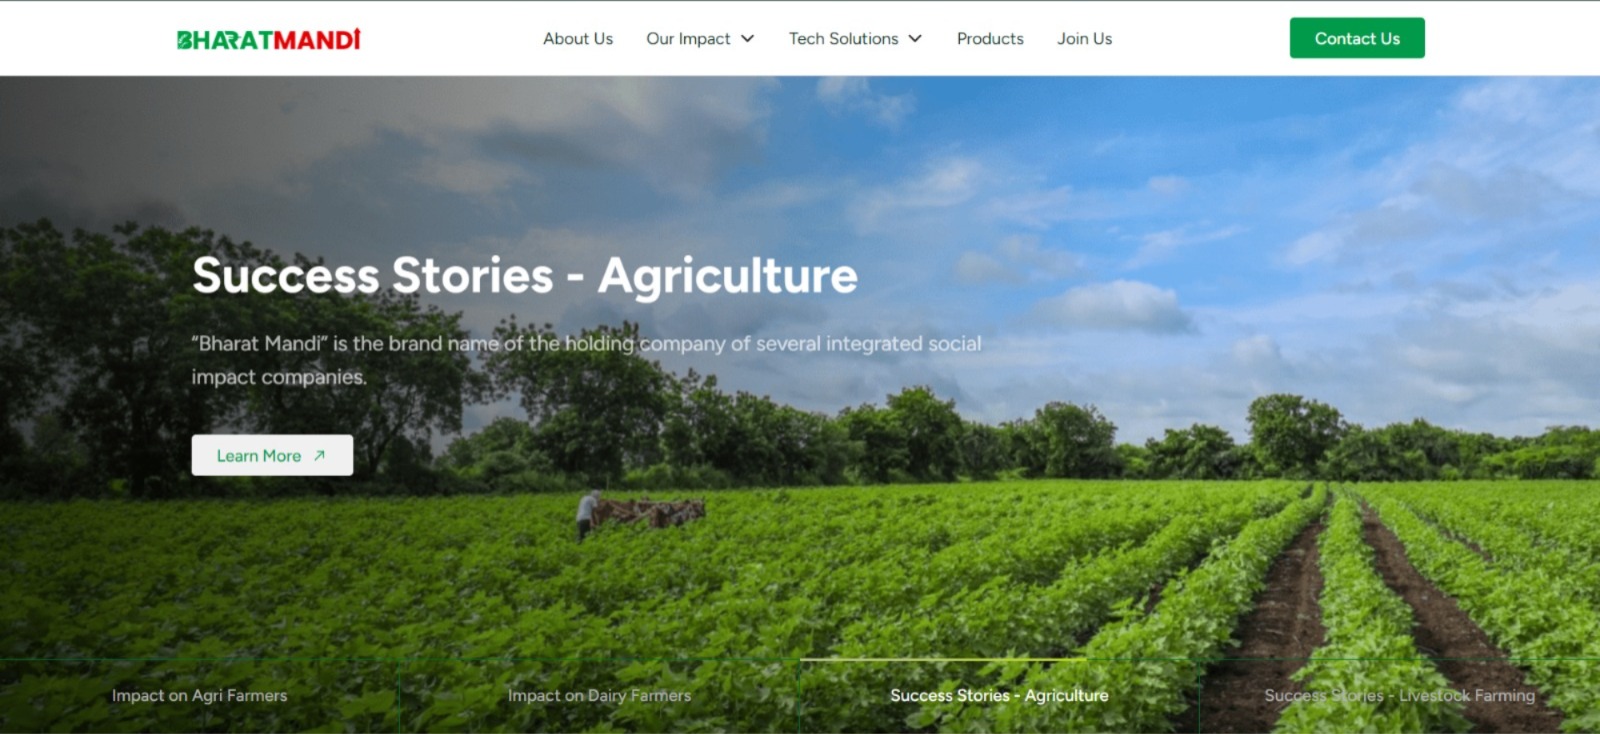 BHARATMANDI
About Us
Our Impact
Tech Solutions
Products
Join Us
Contact Us
Success Stories - Agriculture
“Bharat Mandi” is the brand name of the holding company of several integrated social
impact companies.
Learn More
Impact on Agri Farmers
Impact on Dairy Farmers
Success Stories - Agriculture
Success Stories - Livestock Farming